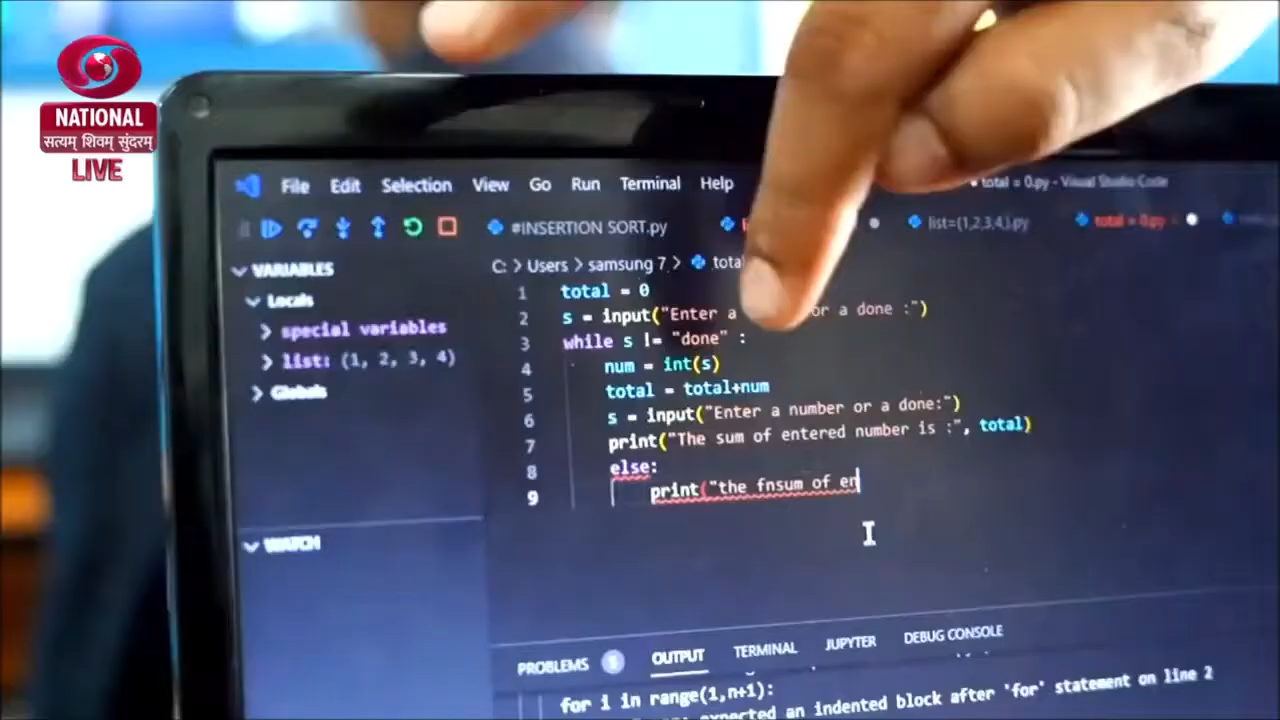 NATIONAL
सत्यम् शिवम् सुंदरम्
LIVE
File Edit Selection View Go Run Terminal Help
total = 0.py - Visual Studio Code
#INSERTION SORT.py
list=(1,2,3,4).py
total = 0.py
VARIABLES
Locals
special variables
list: (1, 2, 3, 4)
Globals
WATCH
C: > Users > samsung 7 > total
1 total = 0
2 s = input("Enter a or a done :")
3 while s != "done" :
4 num = int(s)
5 total = total+num
6 s = input("Enter a number or a done:")
7 print("The sum of entered number is :", total)
8 else:
9 print("the fnsum of en
PROBLEMS 5 OUTPUT TERMINAL JUPYTER DEBUG CONSOLE
for i in range(1,n+1):
expected an indented block after 'for' statement on line 2